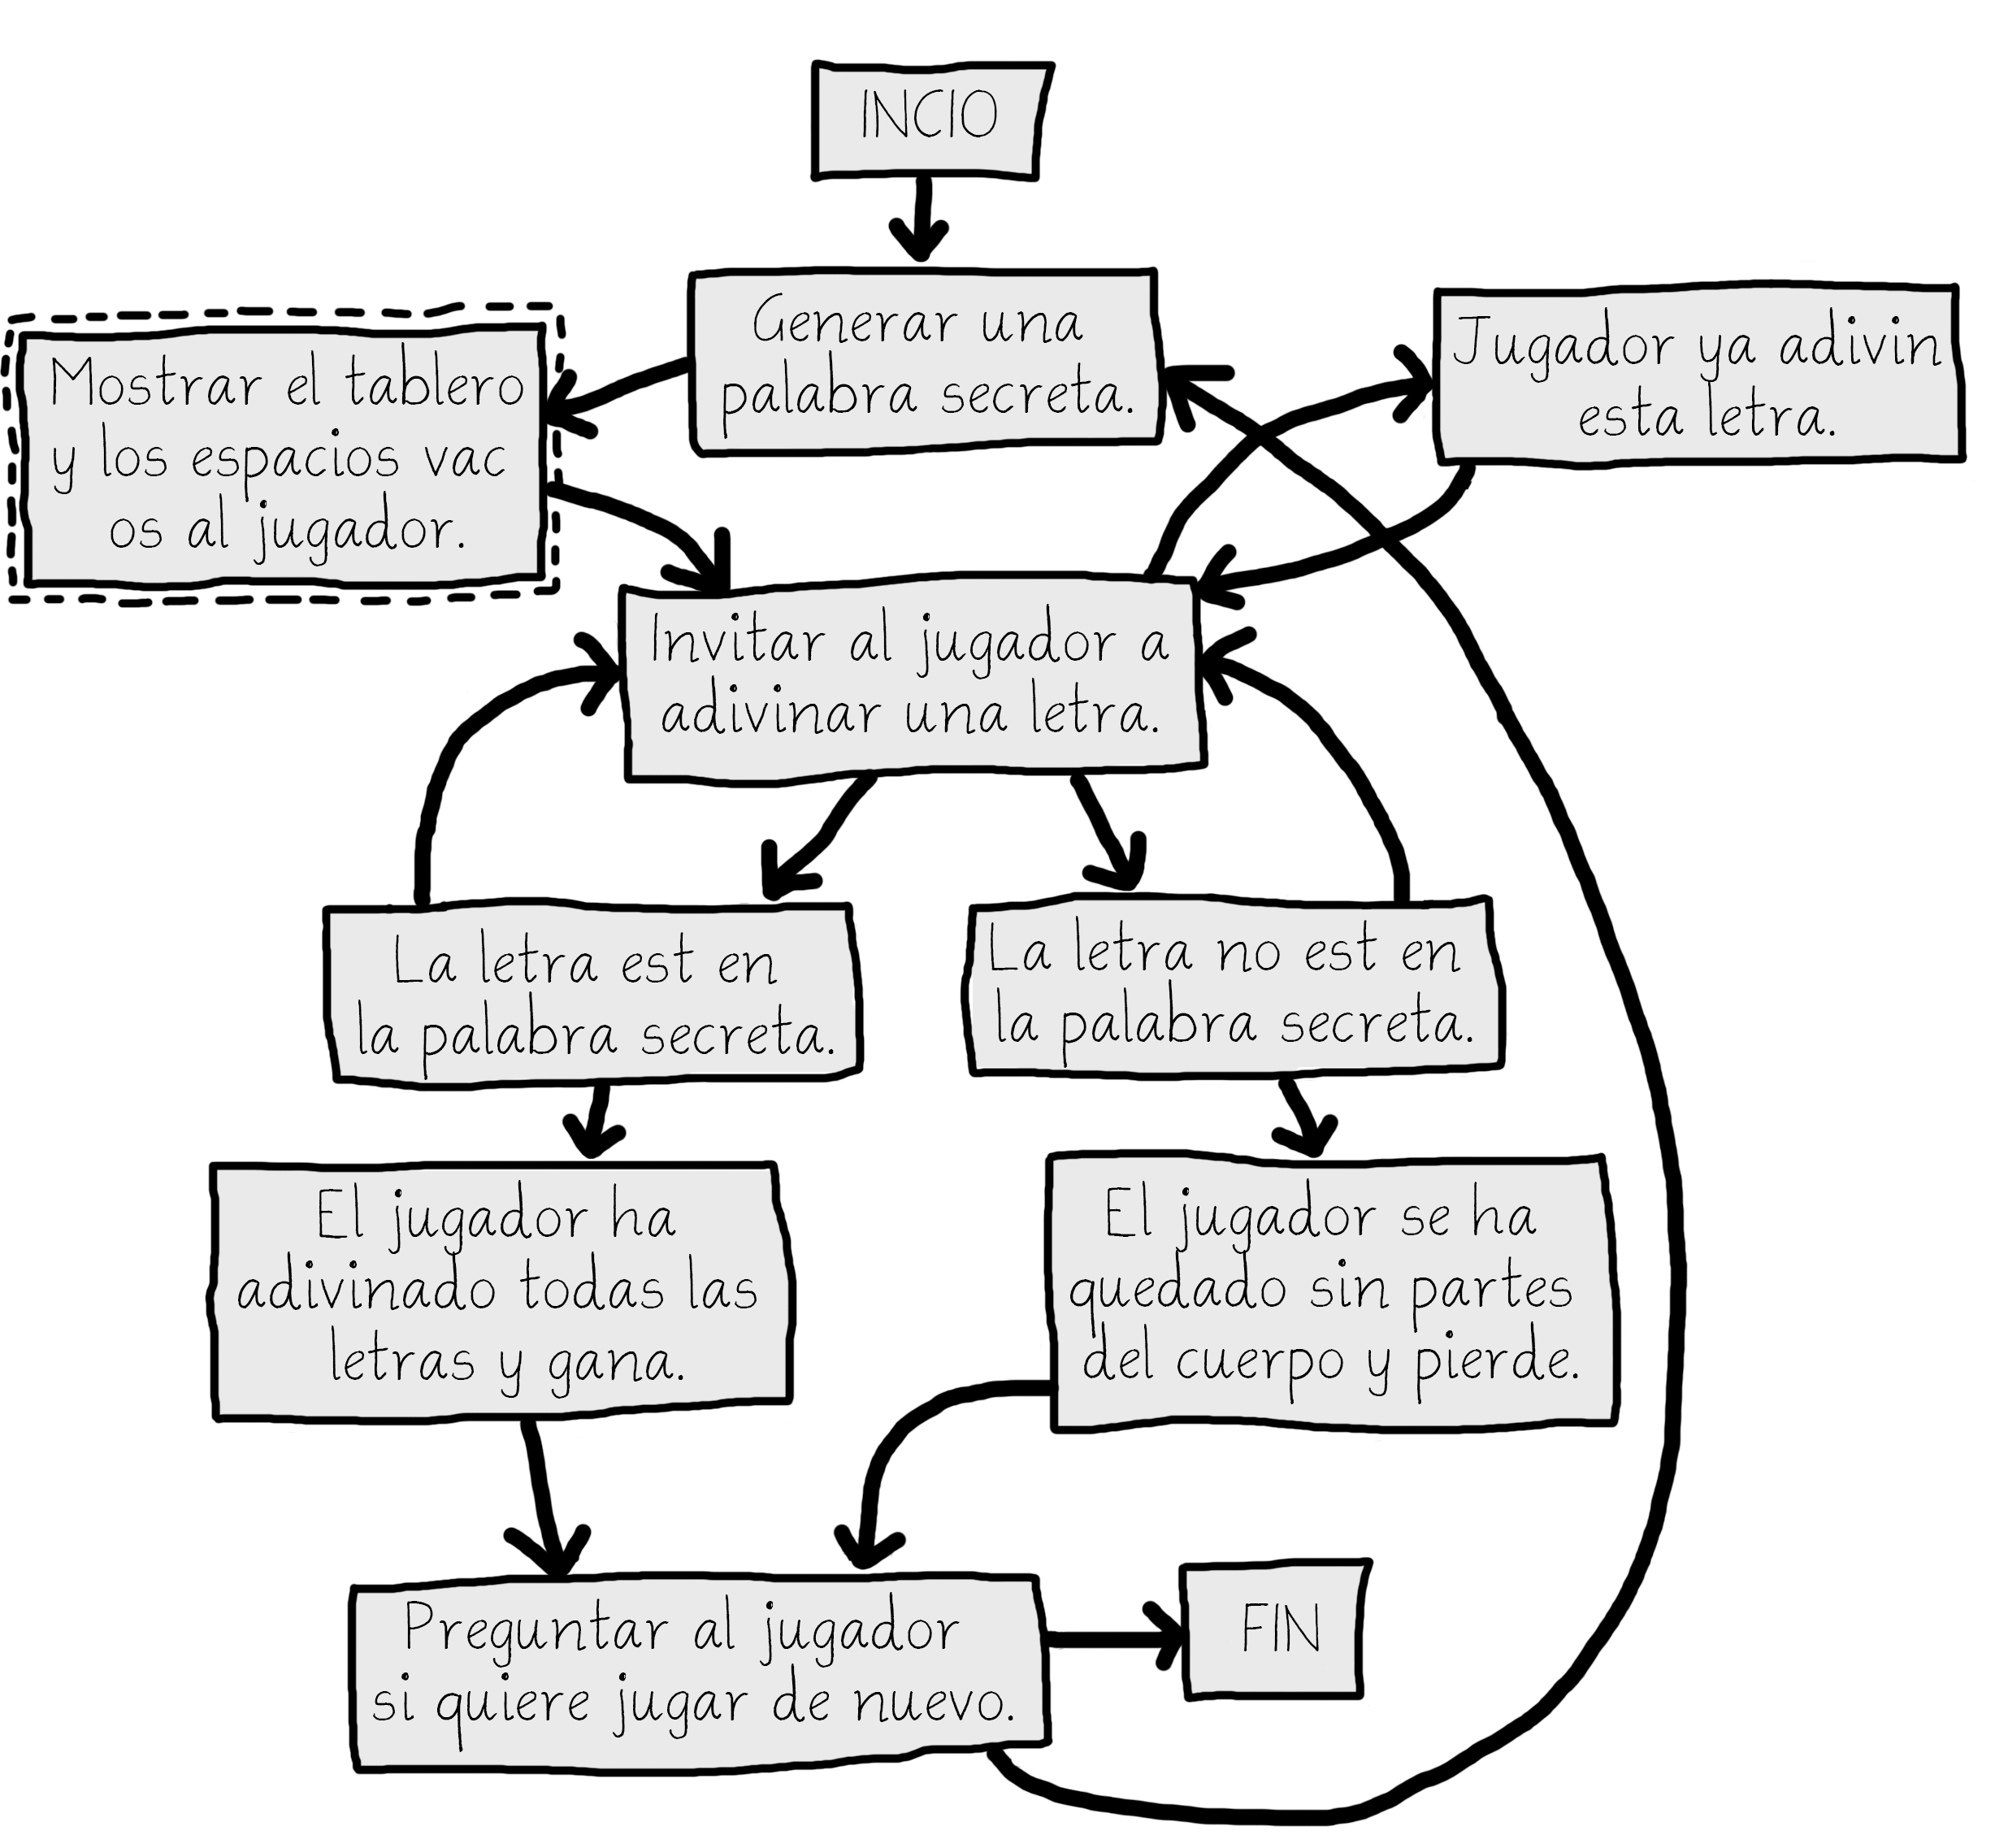 INCIO
Generar una
palabra secreta.
Jugador ya adivin
esta letra.
Mostrar el tablero
y los espacios vac
os al jugador.
Invitar al jugador a
adivinar una letra.
La letra est en
la palabra secreta.
La letra no est en
la palabra secreta.
El jugador ha
adivinado todas las
letras y gana.
El jugador se ha
quedado sin partes
del cuerpo y pierde.
Preguntar al jugador
si quiere jugar de nuevo.
FIN